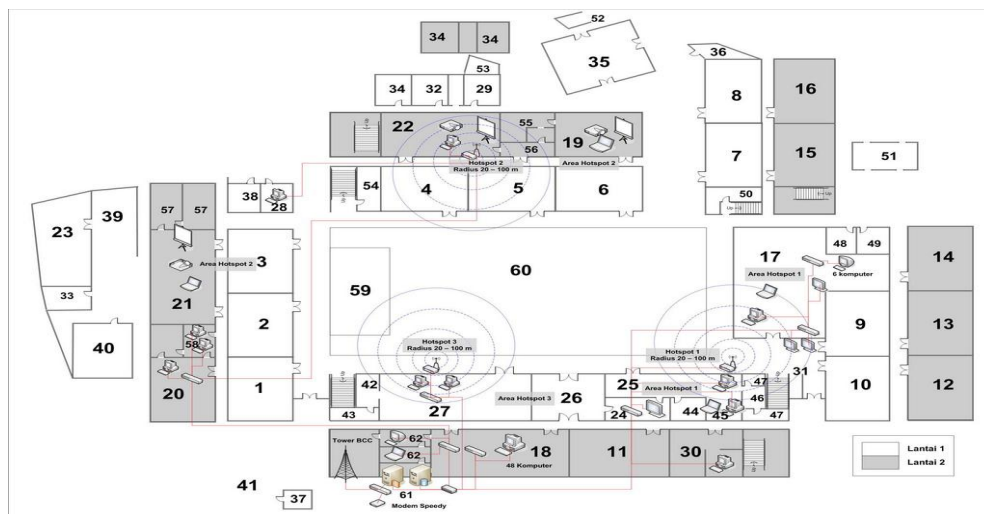 52
34 34
35
36
53
34 32 29
8
16
22
55
19
56
Hotspot 2
Radius 20 – 100 m
Area Hotspot 2
7
15
51
54
4 5 6
38
28
50
Up
57 57
39
23
Area Hotspot 2
3
21
33
59
60
17
48 49
6 komputer
Area Hotspot 1
14
2
9
13
40
58
Hotspot 3
Radius 20 – 100 m
Hotspot 1
Radius 20 – 100 m
20
1
42
43
27
Area Hotspot 3
26
25
Area Hotspot 1
24
44
45
47
46
47
31
10
12
Tower BCC
62
62
18
48 Komputer
11
30
Lantai 1
Lantai 2
41
37
61
Modem Speedy